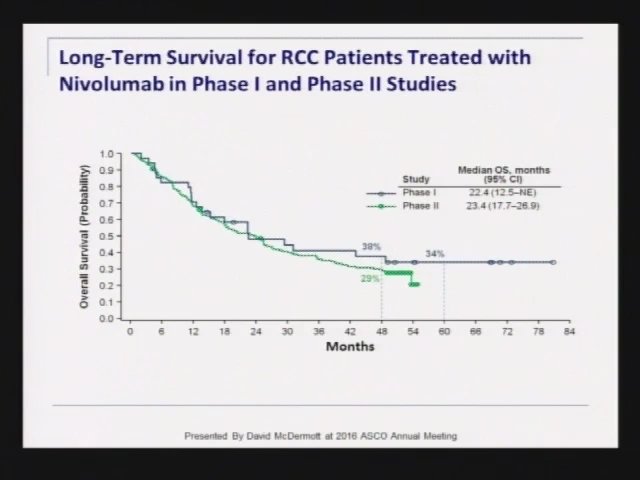 Long-Term Survival for RCC Patients Treated with
Nivolumab in Phase I and Phase II Studies
Overall Survival (Probability)
1.0
0.9
0.8
0.7
0.6
0.5
0.4
0.3
0.2
0.1
0.0
Study
Median OS, months
(95% CI)
Phase I 22.4 (12.5–NE)
Phase II 23.4 (17.7–26.9)
38%
34%
29%
0 6 12 18 24 30 36 42 48 54 60 66 72 78 84
Months
Presented By David McDermott at 2016 ASCO Annual Meeting